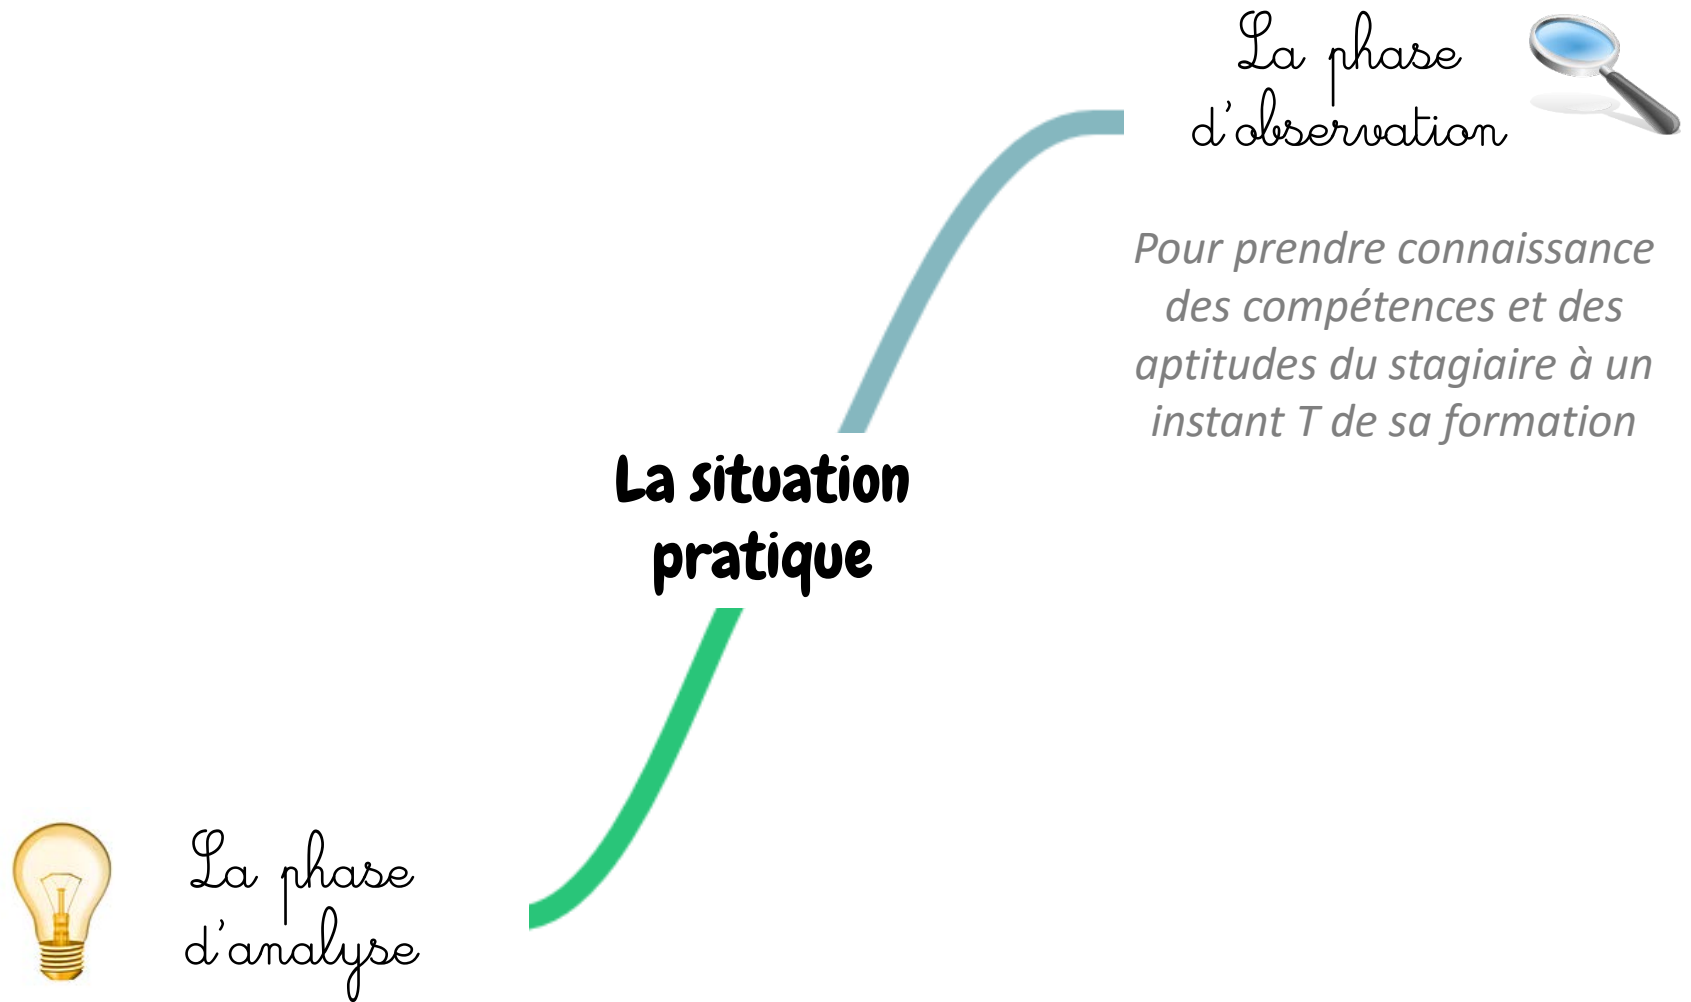 La phase
d'observation
Pour prendre connaissance
des compétences et des
aptitudes du stagiaire à un
instant T de sa formation
La situation
pratique
La phase
d'analyse